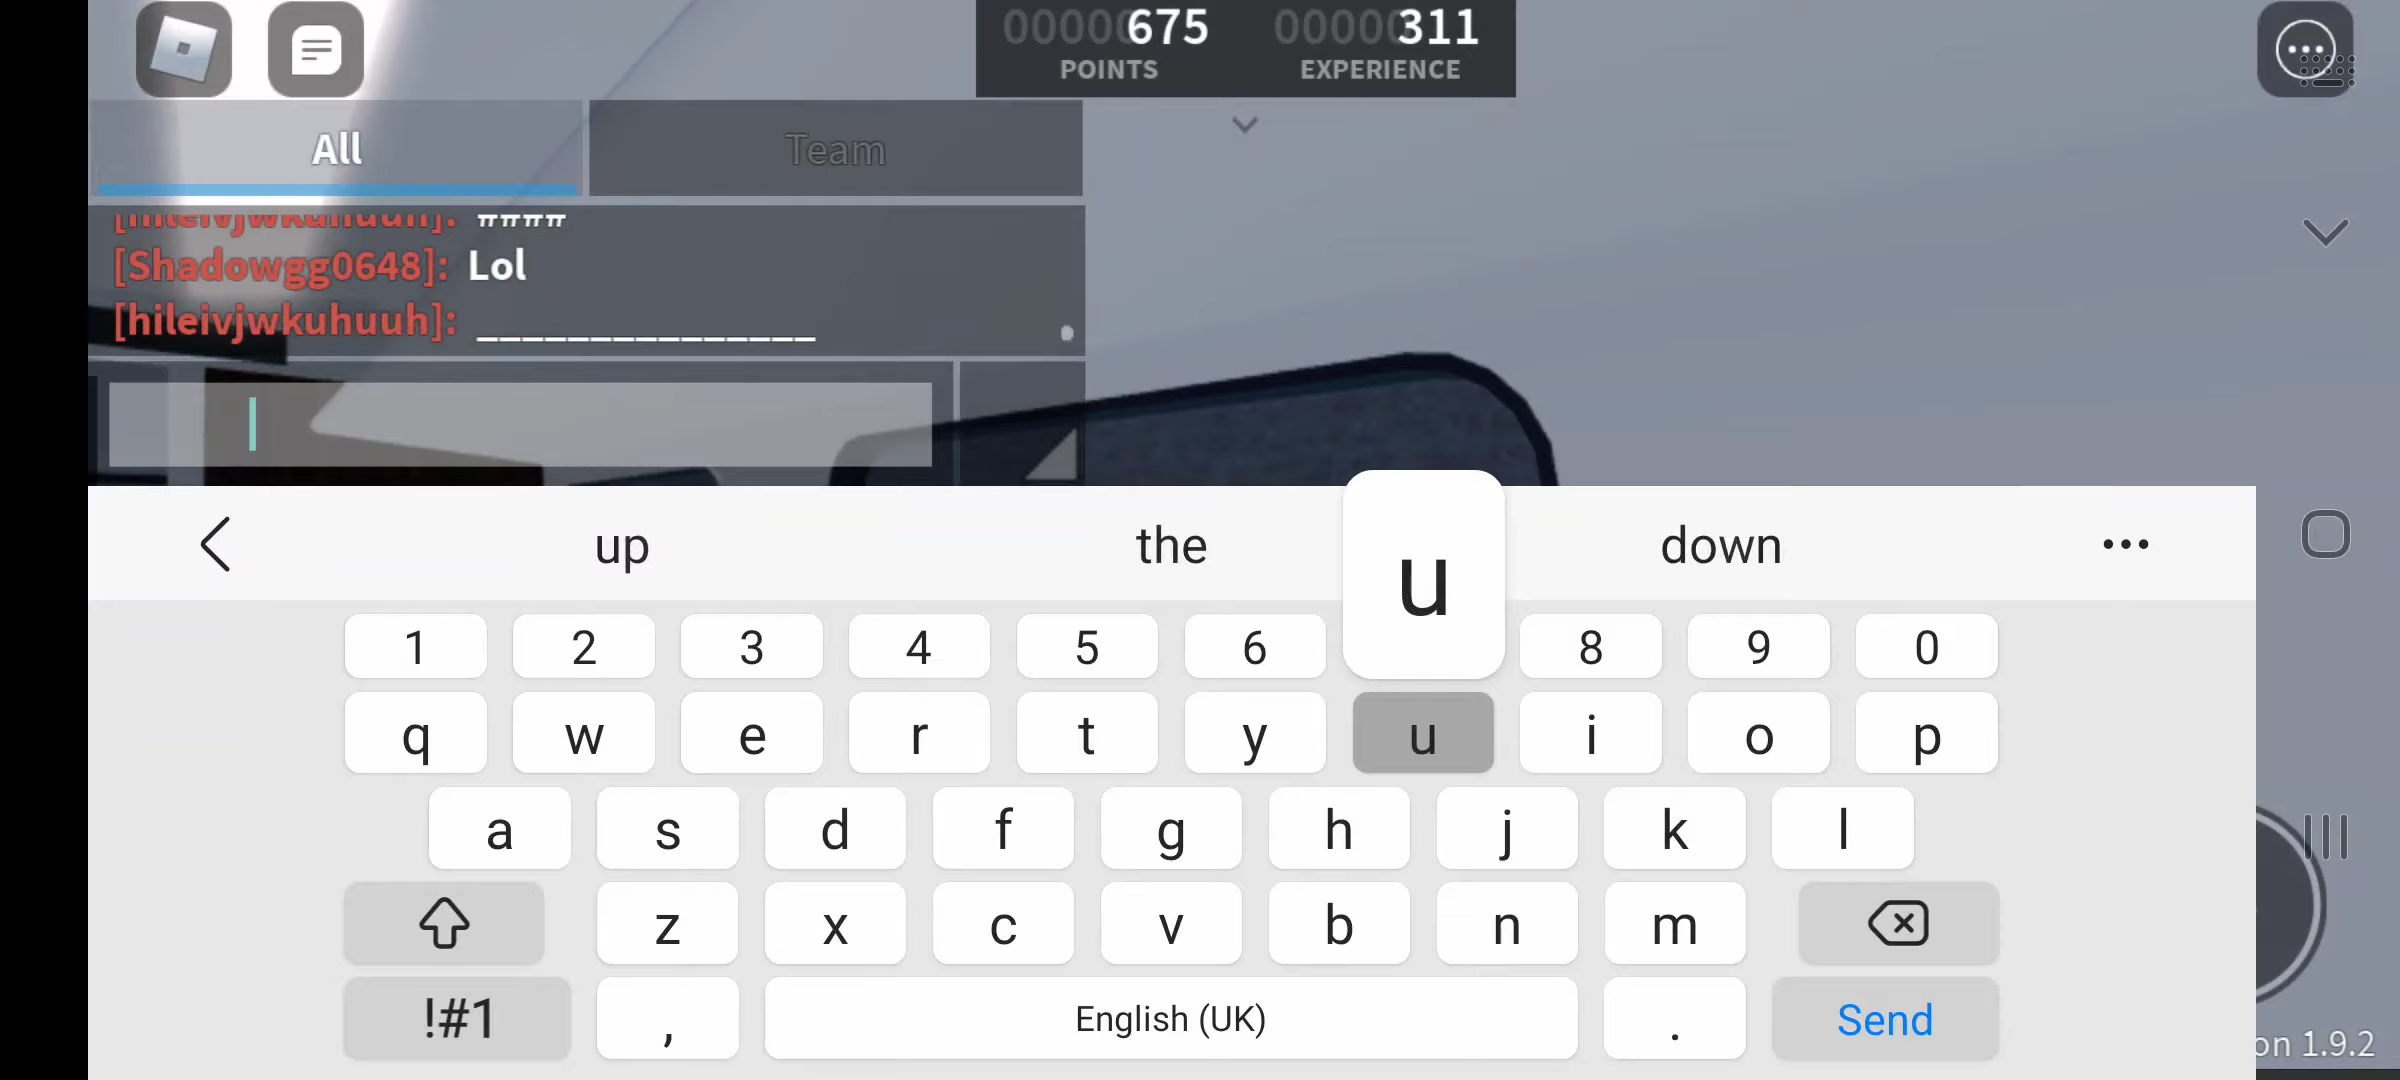 00000675 00000311
POINTS EXPERIENCE
All Team
[hileivjwkuhuuh]: ####
[Shadowgg0648]: Lol
[hileivjwkuhuuh]: _______________
up the down
u
1 2 3 4 5 6 8 9 0
q w e r t y u i o p
a s d f g h j k l
z x c v b n m
!#1 , English (UK) . Send
on 1.9.2